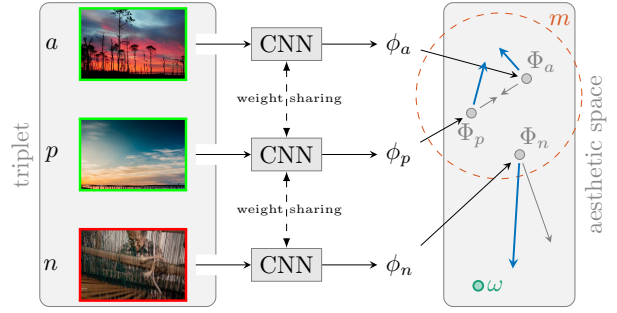 a
CNN
ϕa
m
Φa
weight sharing
triplet
p
CNN
ϕp
Φp
Φn
aesthetic space
weight sharing
n
CNN
ϕn
ω